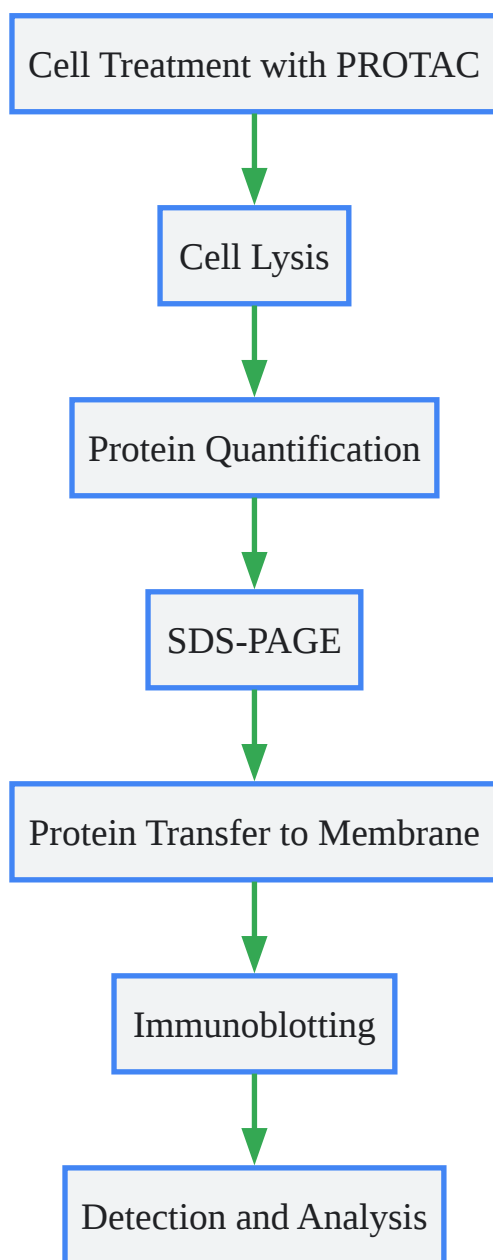 Cell Treatment with PROTAC
Cell Lysis
Protein Quantification
SDS-PAGE
Protein Transfer to Membrane
Immunoblotting
Detection and Analysis